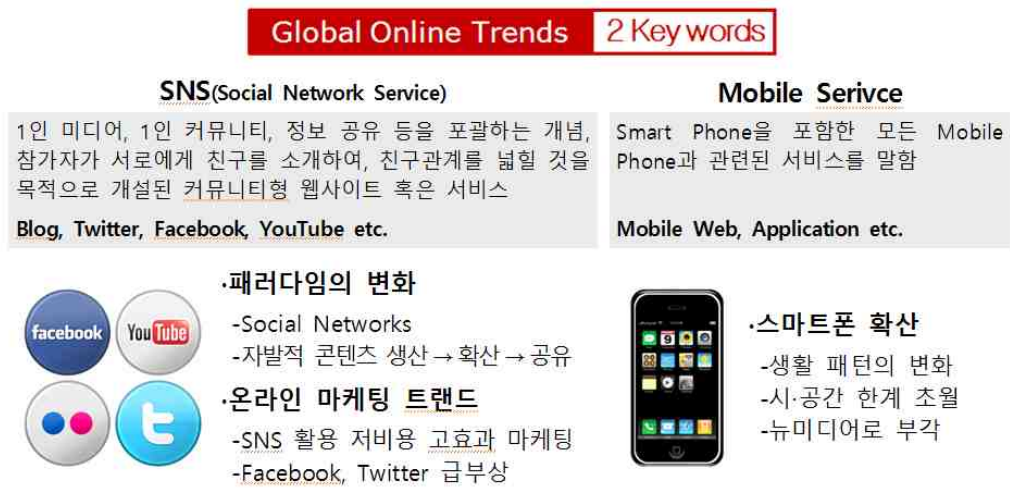 Global Online Trends 2 Key words
SNS(Social Network Service)
1인 미디어, 1인 커뮤니티, 정보 공유 등을 포괄하는 개념,
참가자가 서로에게 친구를 소개하여, 친구관계를 넓힐 것을
목적으로 개설된 커뮤니티형 웹사이트 혹은 서비스
Blog, Twitter, Facebook, YouTube etc.
Mobile Serivce
Smart Phone을 포함한 모든 Mobile
Phone과 관련된 서비스를 말함
Mobile Web, Application etc.
facebook
YouTube
t
·패러다임의 변화
-Social Networks
-자발적 콘텐츠 생산→확산→공유
·온라인 마케팅 트랜드
-SNS 활용 저비용 고효과 마케팅
-Facebook, Twitter 급부상
9
·스마트폰 확산
-생활 패턴의 변화
-시·공간 한계 초월
-뉴미디어로 부각